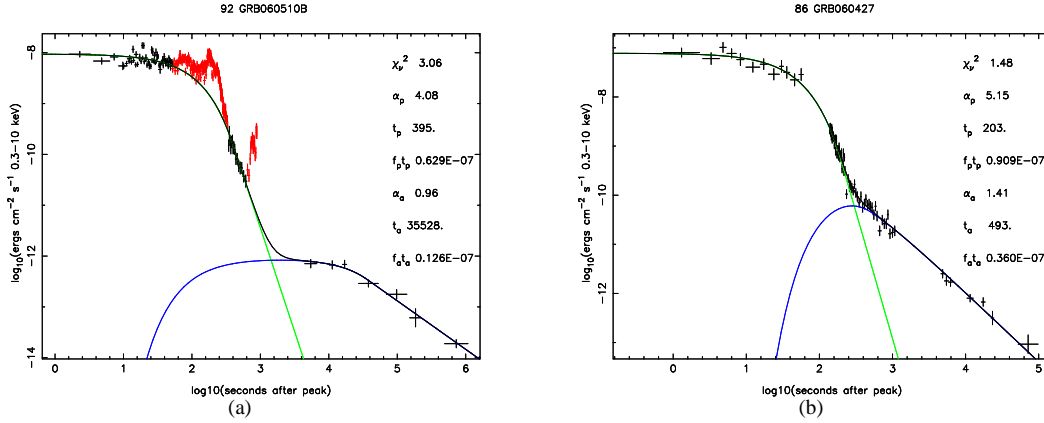 92 GRB060510B
log10(ergs cm−2 s−1 0.3−10 keV)
−8
−10
−12
−14
χν2 3.06
αp 4.08
tp 395.
fptp 0.629E−07
αa 0.96
ta 35528.
fata 0.126E−07
0 1 2 3 4 5 6
log10(seconds after peak)
(a)
86 GRB060427
log10(ergs cm−2 s−1 0.3−10 keV)
−8
−10
−12
χν2 1.48
αp 5.15
tp 203.
fptp 0.909E−07
αa 1.41
ta 493.
fata 0.360E−07
0 1 2 3 4 5
log10(seconds after peak)
(b)